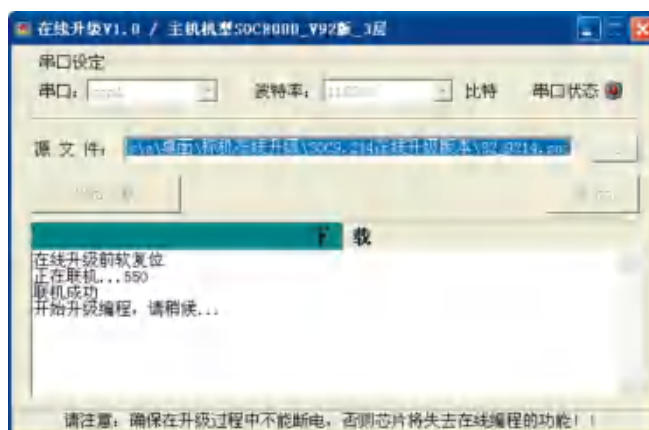 在线升级V1.0 / 主机机型SOC8000_V92版_3层
串口设定
串口：
波特率：
比特
串口状态
源 文 件：
下 载
在线升级前软复位
正在联机...550
联机成功
开始升级编程，请稍候...
请注意：确保在升级过程中不能断电，否则芯片将失去在线编程的功能！！